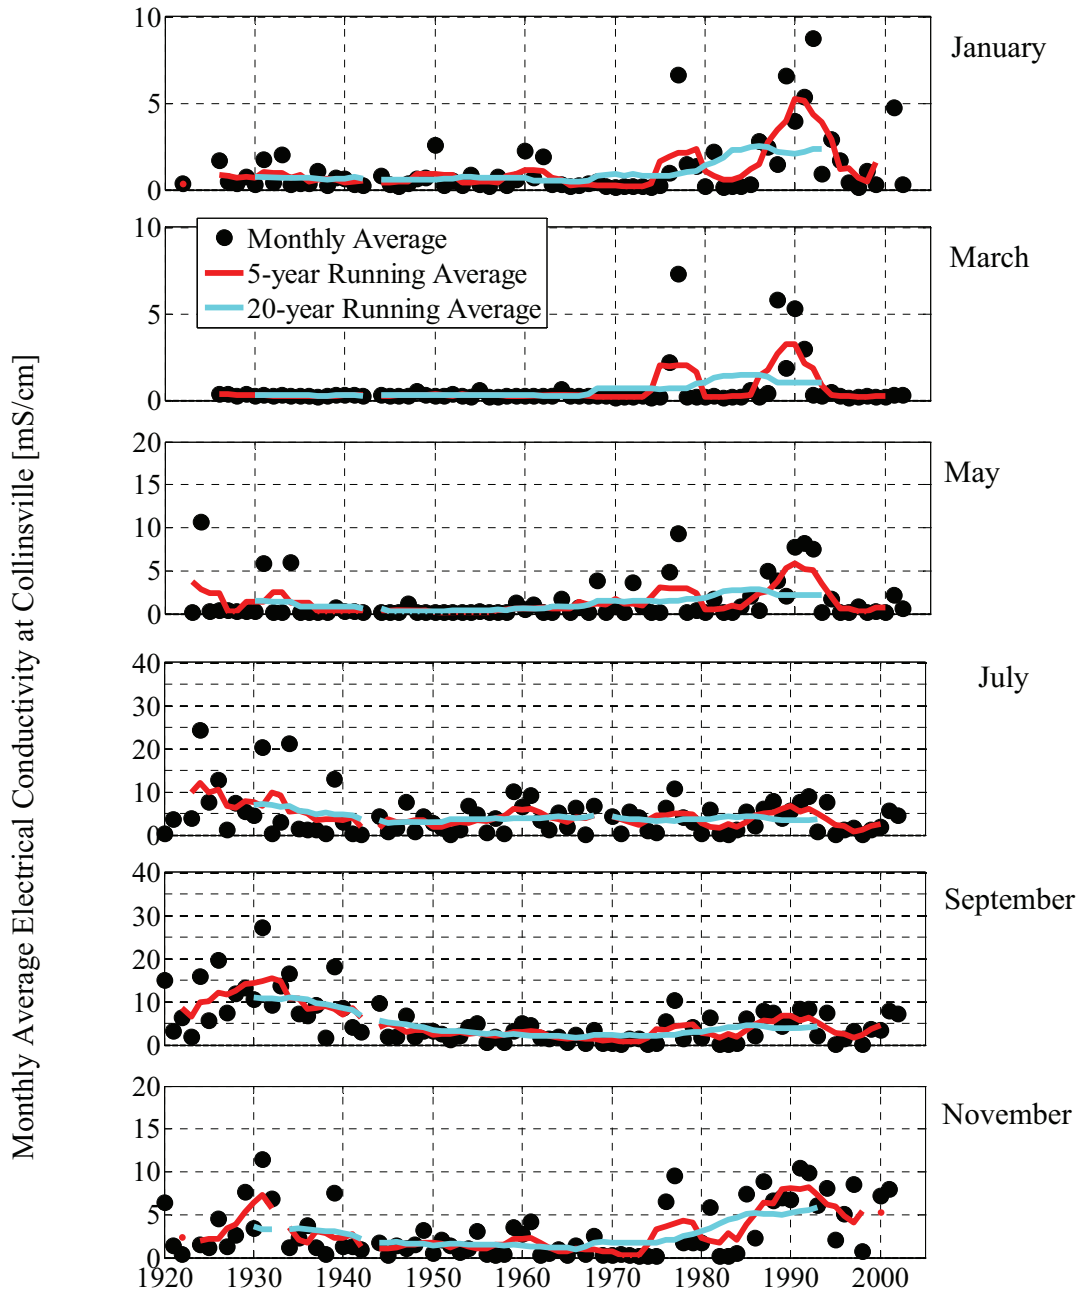 Monthly Average Electrical Conductivity at Collinsville [mS/cm]
10
5
0
January
10
5
0
March
Monthly Average
5-year Running Average
20-year Running Average
20
15
10
5
0
May
40
30
20
10
0
July
40
30
20
10
0
September
20
15
10
5
0
November
1920 1930 1940 1950 1960 1970 1980 1990 2000